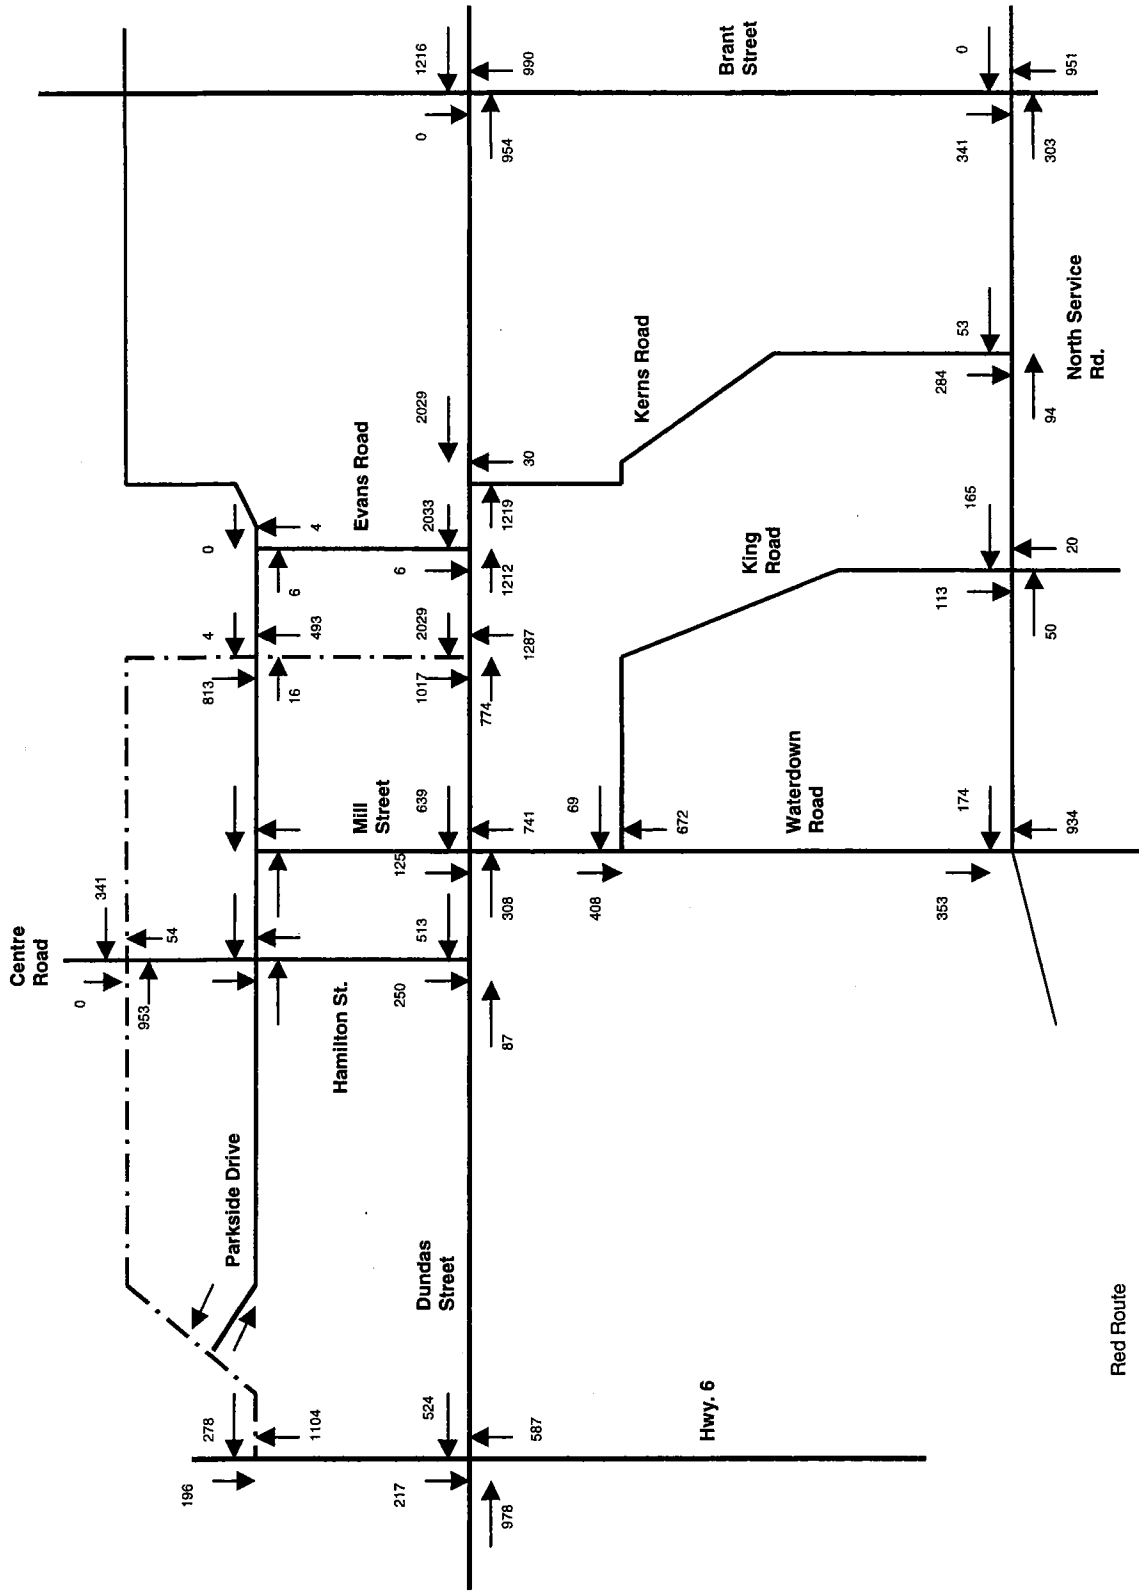 Centre
Road
0
341
953
54
196
278
1104
813
4
0
16
493
6
4
Parkside Drive
Hamilton St.
Mill
Street
Evans Road
217
524
978
587
Dundas
Street
250
513
87
125
639
308
741
1017
2029
774
1287
6
2033
1212
2029
1219
30
0
1216
954
990
408
69
672
Hwy. 6
Waterdown
Road
King
Road
Kerns Road
Brant
Street
353
174
934
113
165
50
20
284
53
94
341
0
303
951
North Service
Rd.
Red Route